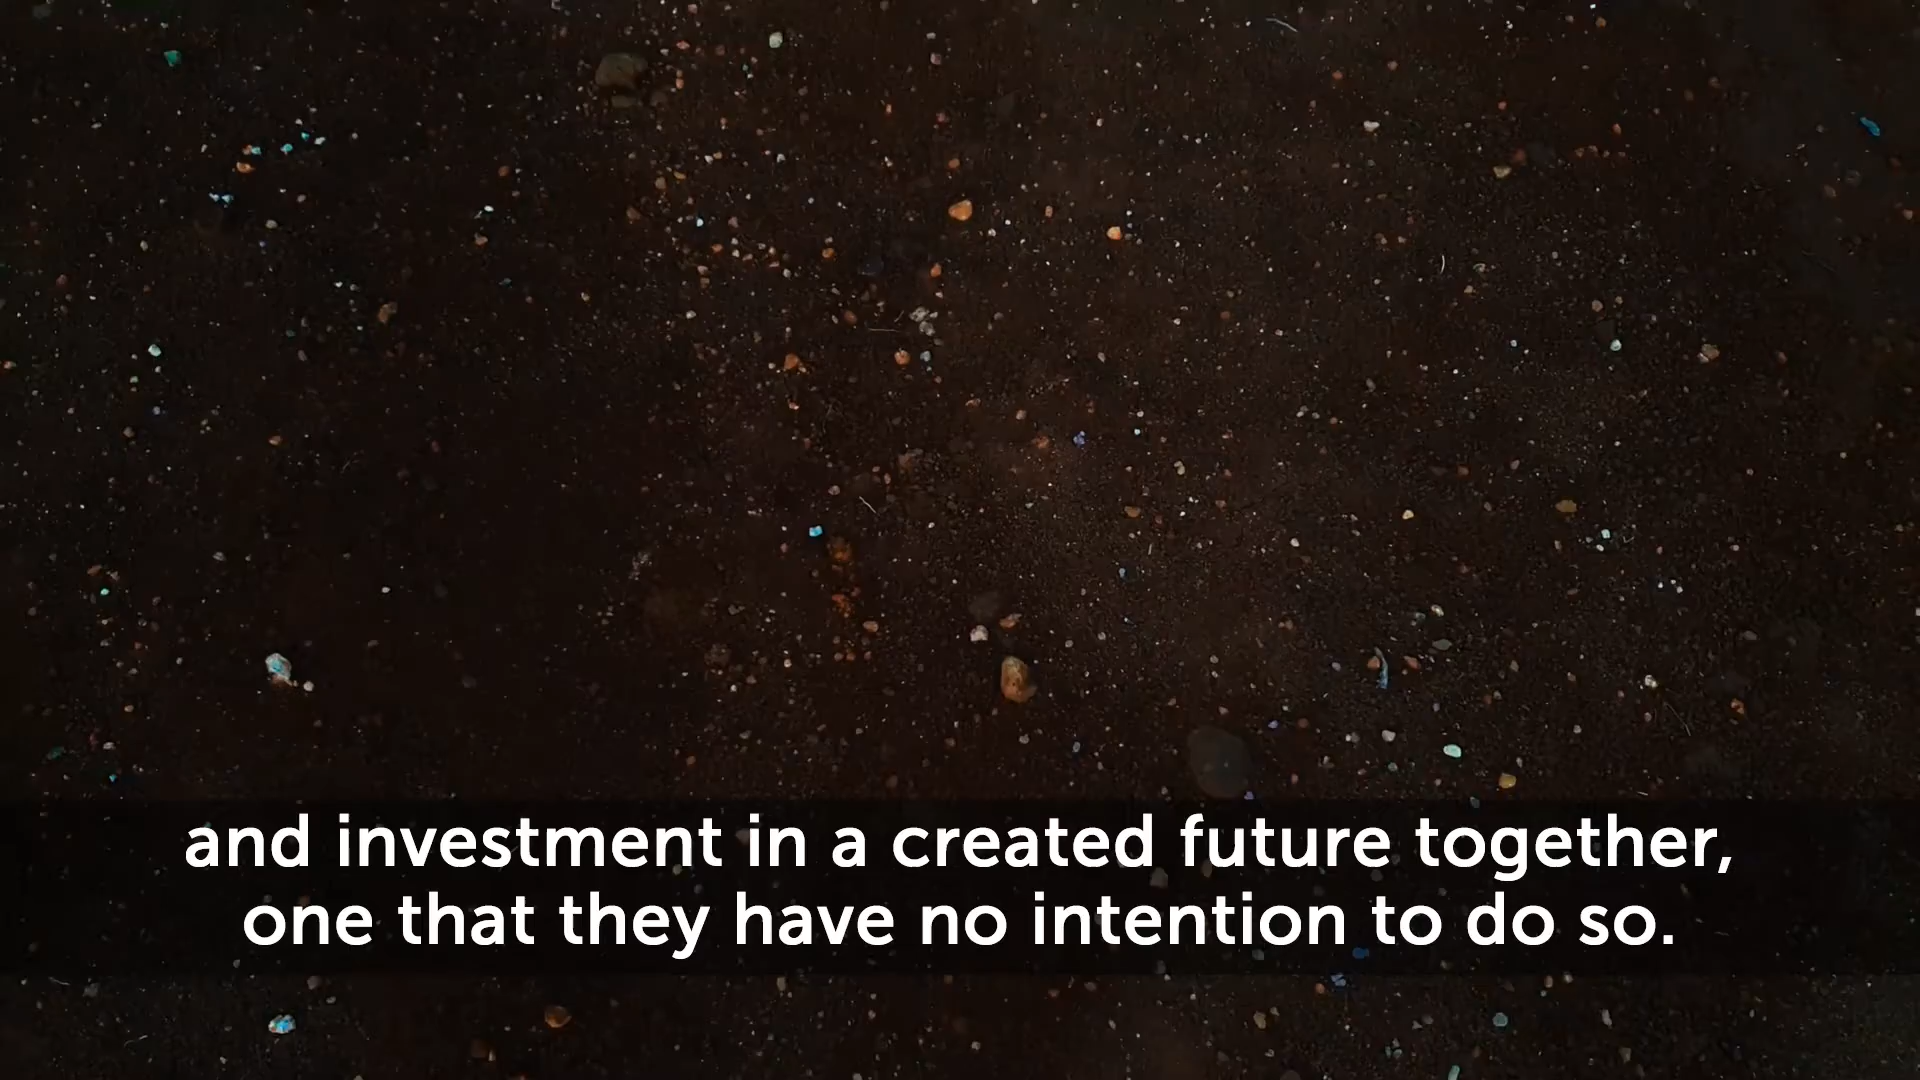 and investment in a created future together,
one that they have no intention to do so.